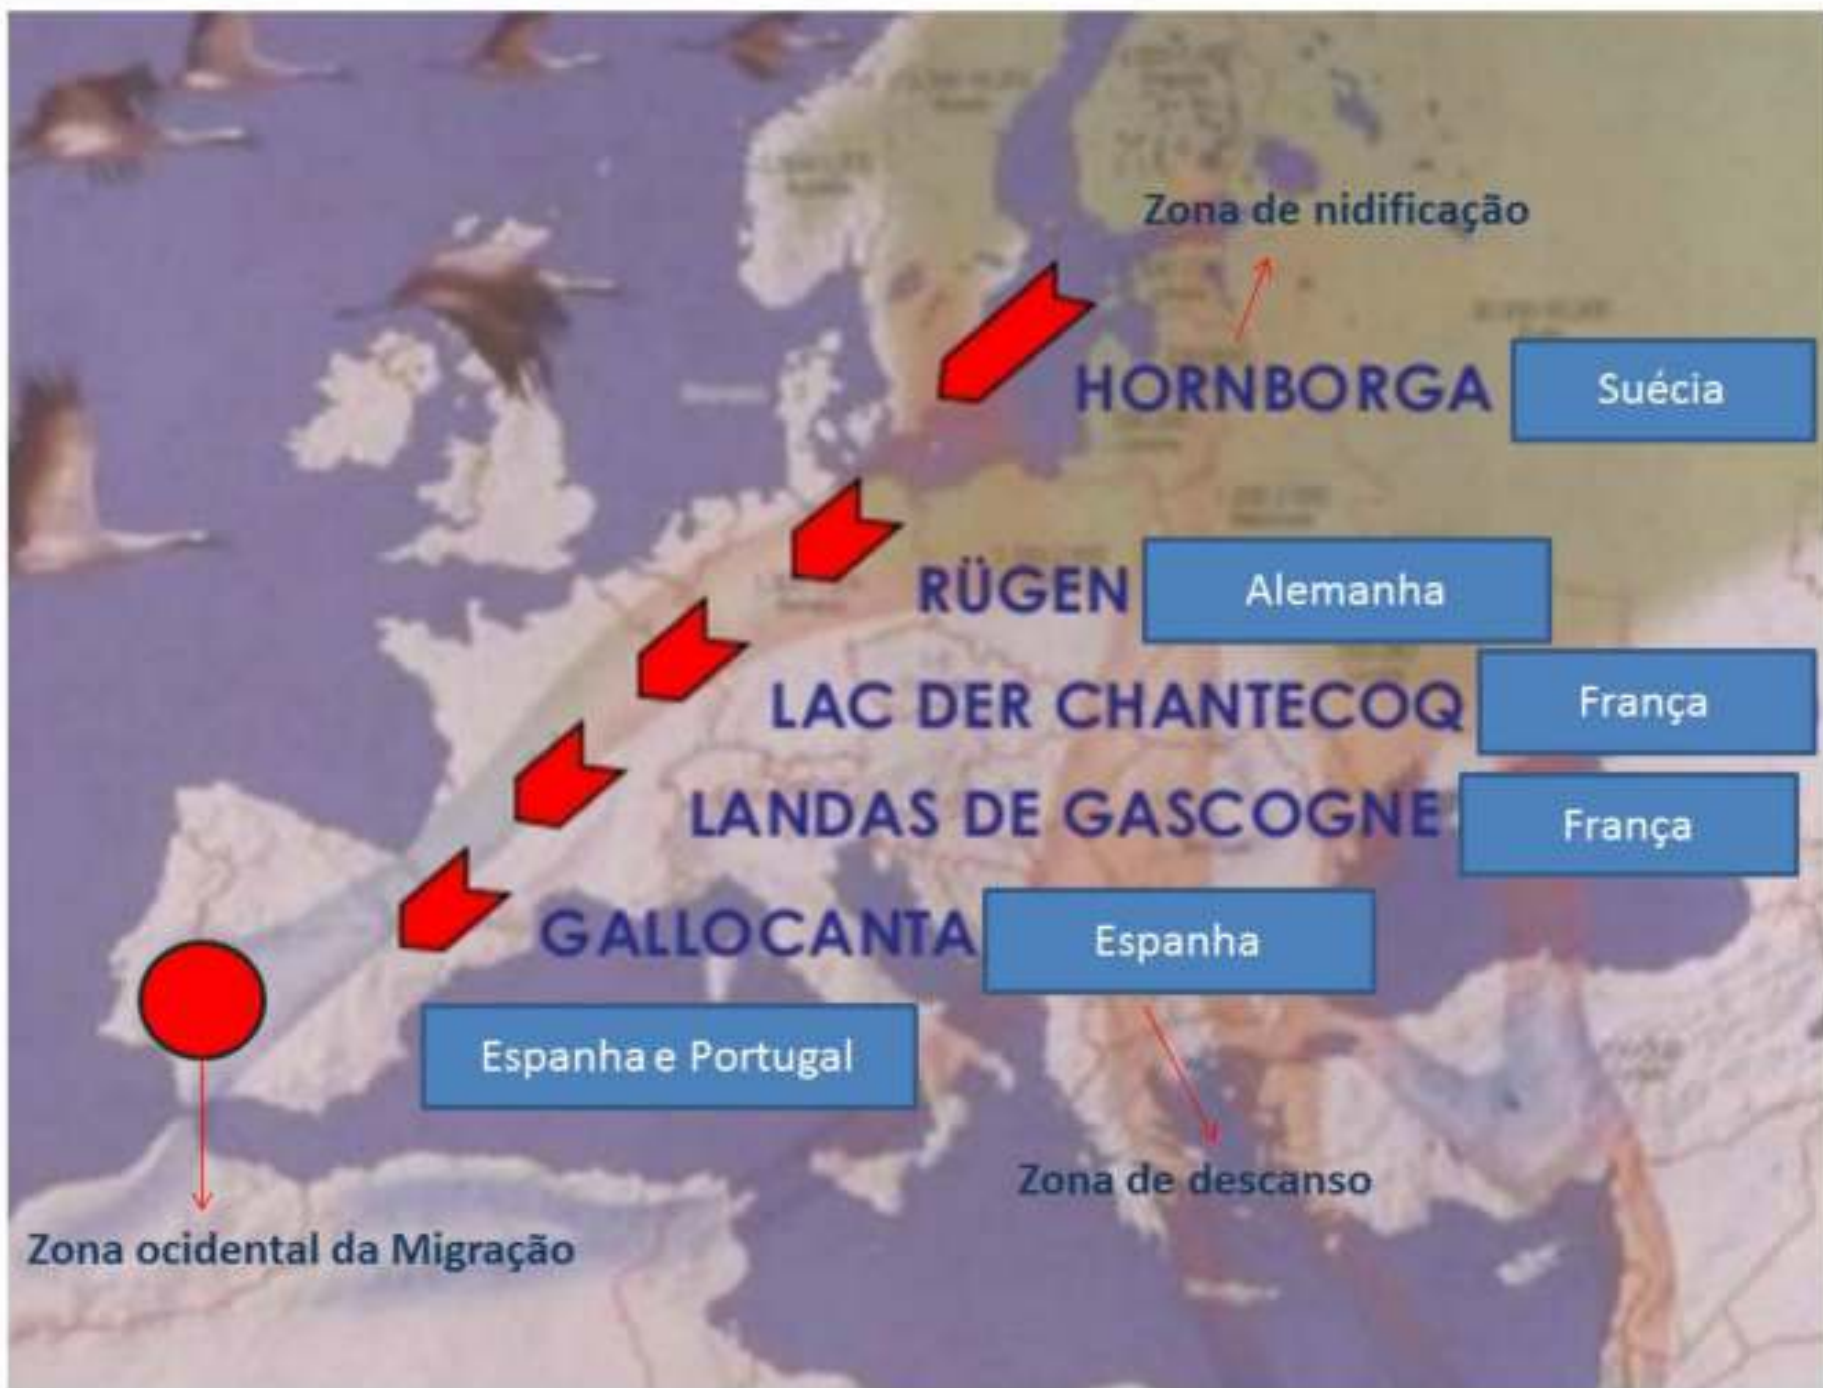 Zona de nidificação
HORNBORGA
Suécia
RÜGEN
Alemanha
LAC DER CHANTECOQ
França
LANDAS DE GASCOGNE
França
GALLOCANTA
Espanha
Espanha e Portugal
Zona de descanso
Zona ocidental da Migração